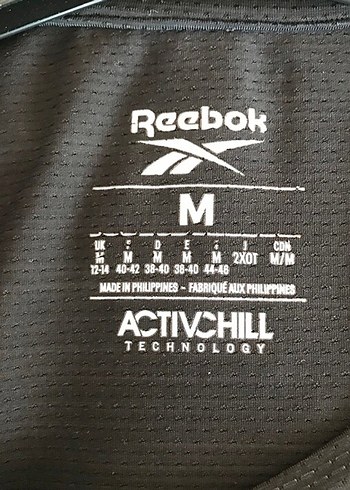 Reebok
M
UK D E I CDN
M M M M M 2XOT M/M
12-14 40-42 38-40 38-40 44-48
MADE IN PHILIPPINES - FABRIQUÉ AUX PHILIPPINES
ACTIVCHILL
TECHNOLOGY